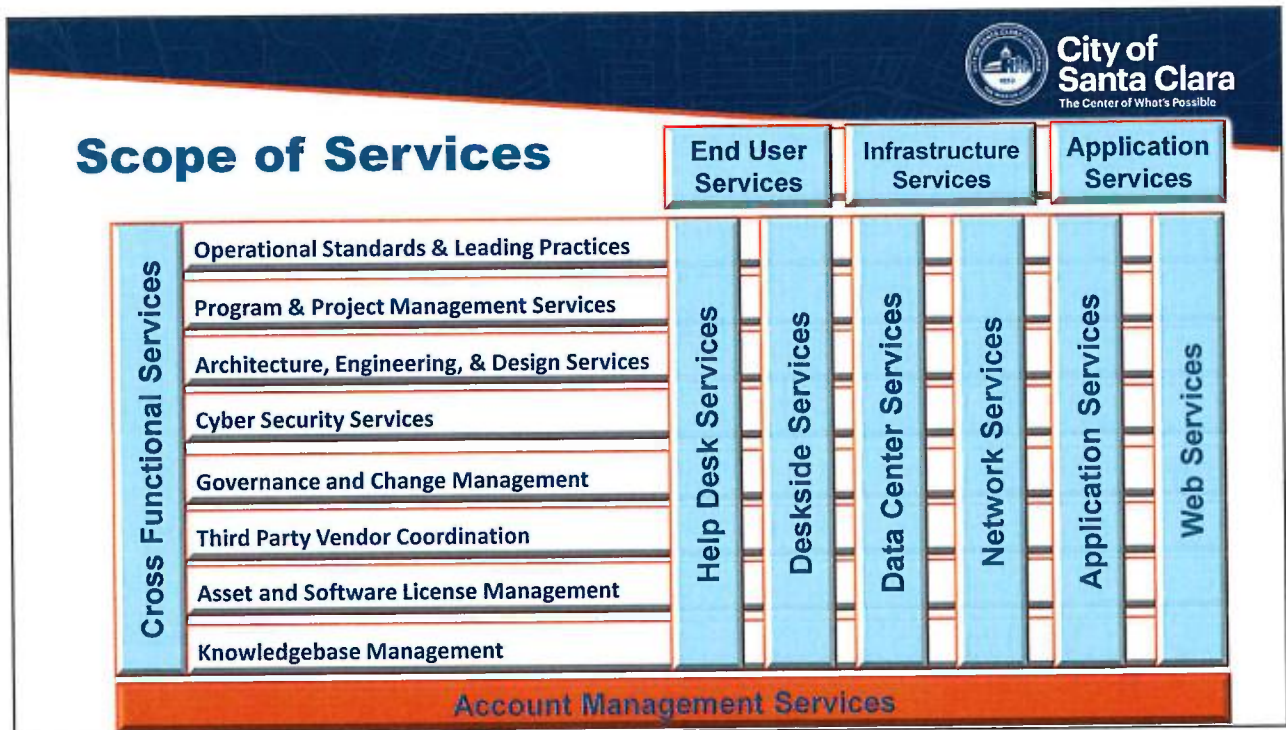 City of
Santa Clara
The Center of What's Possible
Scope of Services
End User
Services
Infrastructure
Services
Application
Services
Cross Functional Services
Operational Standards & Leading Practices
Program & Project Management Services
Architecture, Engineering, & Design Services
Cyber Security Services
Governance and Change Management
Third Party Vendor Coordination
Asset and Software License Management
Knowledgebase Management
Help Desk Services
Deskside Services
Data Center Services
Network Services
Application Services
Web Services
Account Management Services